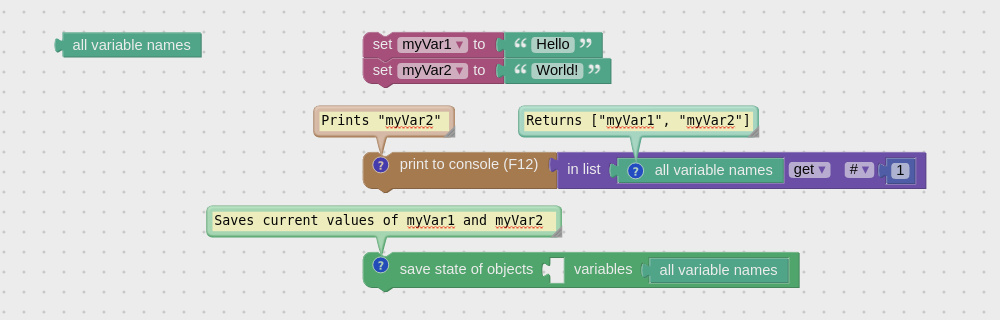 all variable names
set myVar1 ▾ to “ Hello ”
set myVar2 ▾ to “ World! ”
Prints "myVar2"
Returns ["myVar1", "myVar2"]
? print to console (F12) in list ? all variable names get ▾ # ▾ 1
Saves current values of myVar1 and myVar2
? save state of objects variables all variable names